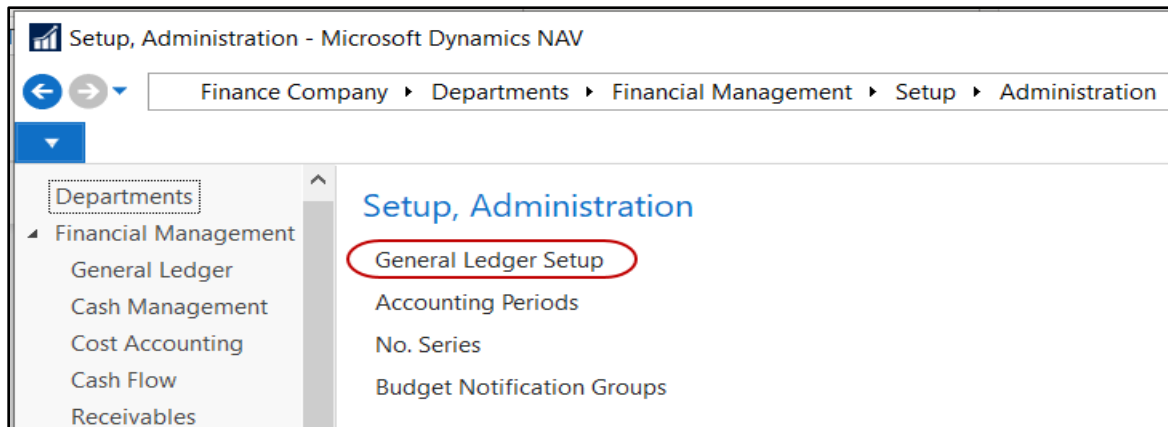 Setup, Administration - Microsoft Dynamics NAV
Finance Company Departments Financial Management Setup Administration
Departments
Financial Management
General Ledger
Cash Management
Cost Accounting
Cash Flow
Receivables
Setup, Administration
General Ledger Setup
Accounting Periods
No. Series
Budget Notification Groups